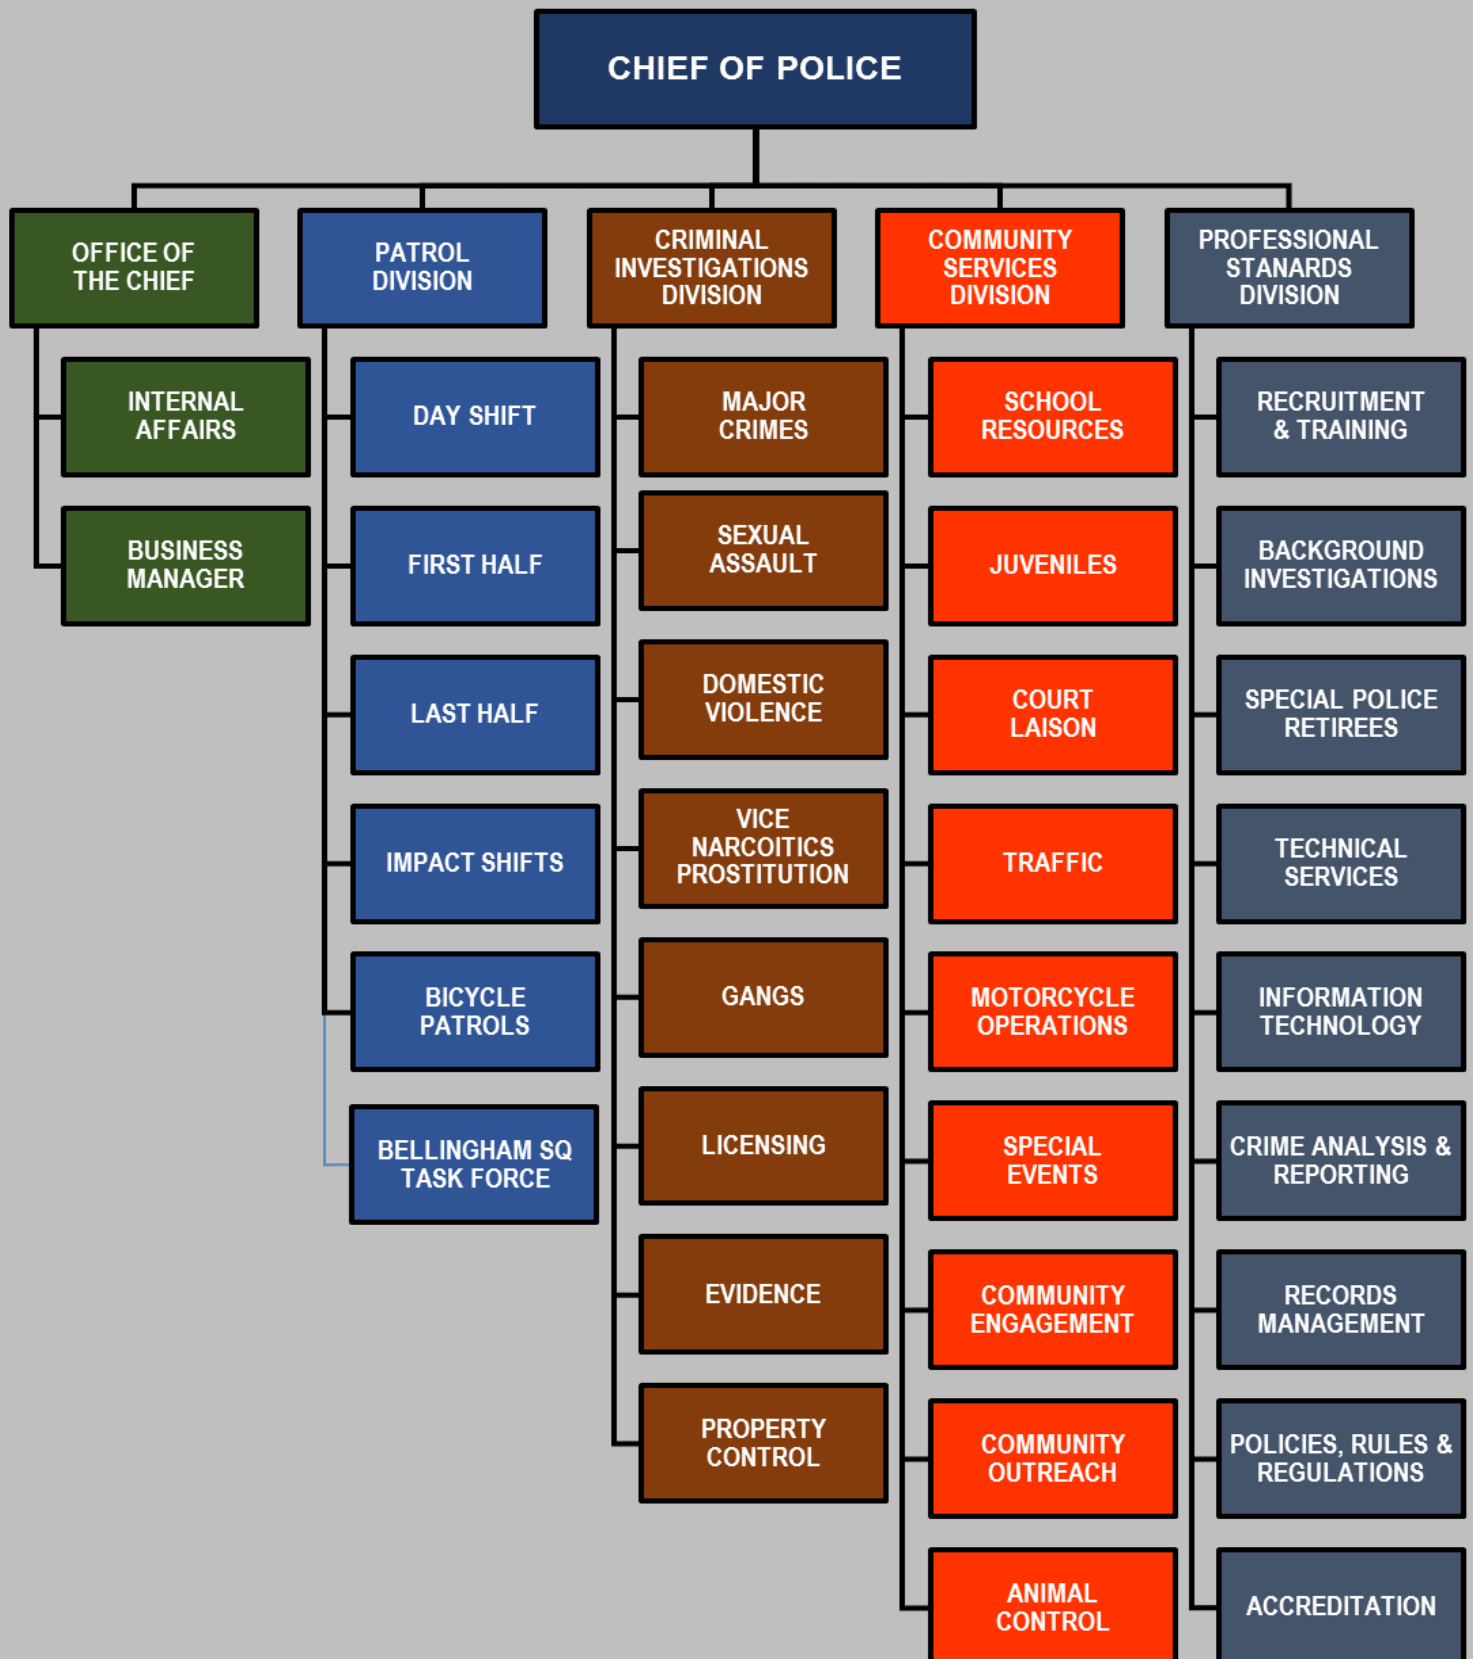 CHIEF OF POLICE
OFFICE OF
THE CHIEF
INTERNAL
AFFAIRS
BUSINESS
MANAGER
PATROL
DIVISION
DAY SHIFT
FIRST HALF
LAST HALF
IMPACT SHIFTS
BICYCLE
PATROLS
BELLINGHAM SQ
TASK FORCE
CRIMINAL
INVESTIGATIONS
DIVISION
MAJOR
CRIMES
SEXUAL
ASSAULT
DOMESTIC
VIOLENCE
VICE
NARCOITICS
PROSTITUTION
GANGS
LICENSING
EVIDENCE
PROPERTY
CONTROL
COMMUNITY
SERVICES
DIVISION
SCHOOL
RESOURCES
JUVENILES
COURT
LAISON
TRAFFIC
MOTORCYCLE
OPERATIONS
SPECIAL
EVENTS
COMMUNITY
ENGAGEMENT
COMMUNITY
OUTREACH
ANIMAL
CONTROL
PROFESSIONAL
STANARDS
DIVISION
RECRUITMENT
& TRAINING
BACKGROUND
INVESTIGATIONS
SPECIAL POLICE
RETIREES
TECHNICAL
SERVICES
INFORMATION
TECHNOLOGY
CRIME ANALYSIS &
REPORTING
RECORDS
MANAGEMENT
POLICIES, RULES &
REGULATIONS
ACCREDITATION